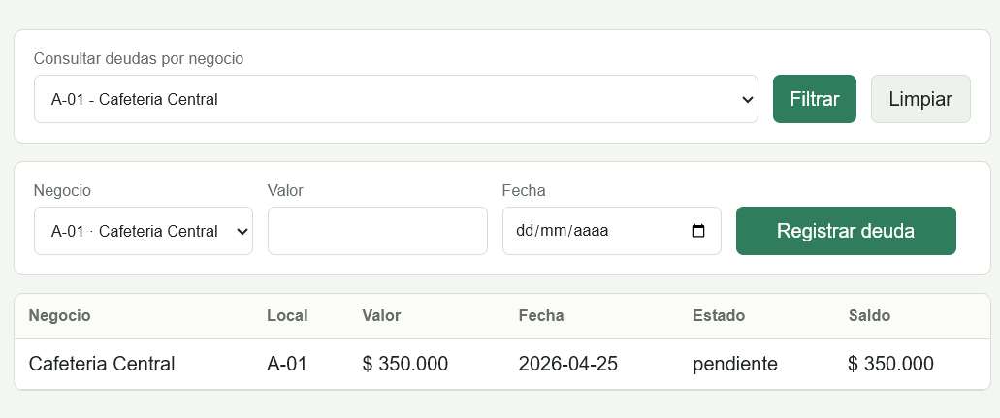 Consultar deudas por negocio
A-01 - Cafeteria Central
Filtrar
Limpiar
Negocio Valor Fecha
A-01 · Cafeteria Central dd/mm/aaaa Registrar deuda
Negocio Local Valor Fecha Estado Saldo
Cafeteria Central A-01 $ 350.000 2026-04-25 pendiente $ 350.000